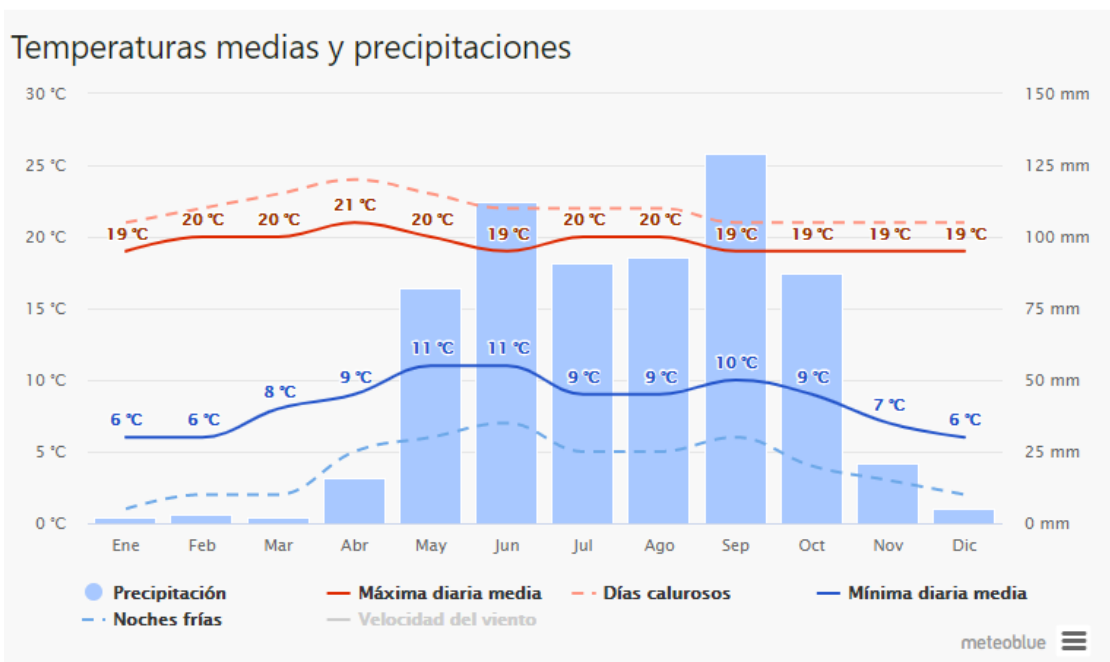 Temperaturas medias y precipitaciones
30 °C 150 mm
25 °C 125 mm
21 °C
20 °C 20 °C 20 °C 20 °C 20 °C
19 °C 19 °C 19 °C 19 °C 19 °C 19 °C
20 °C 100 mm
15 °C 75 mm
11 °C 11 °C
10 °C
9 °C 9 °C 9 °C 9 °C
10 °C 50 mm
8 °C
7 °C
6 °C 6 °C 6 °C
5 °C 25 mm
0 °C 0 mm
Ene Feb Mar Abr May Jun Jul Ago Sep Oct Nov Dic
Precipitación Máxima diaria media Días calurosos Mínima diaria media
Noches frías Velocidad del viento
meteoblue